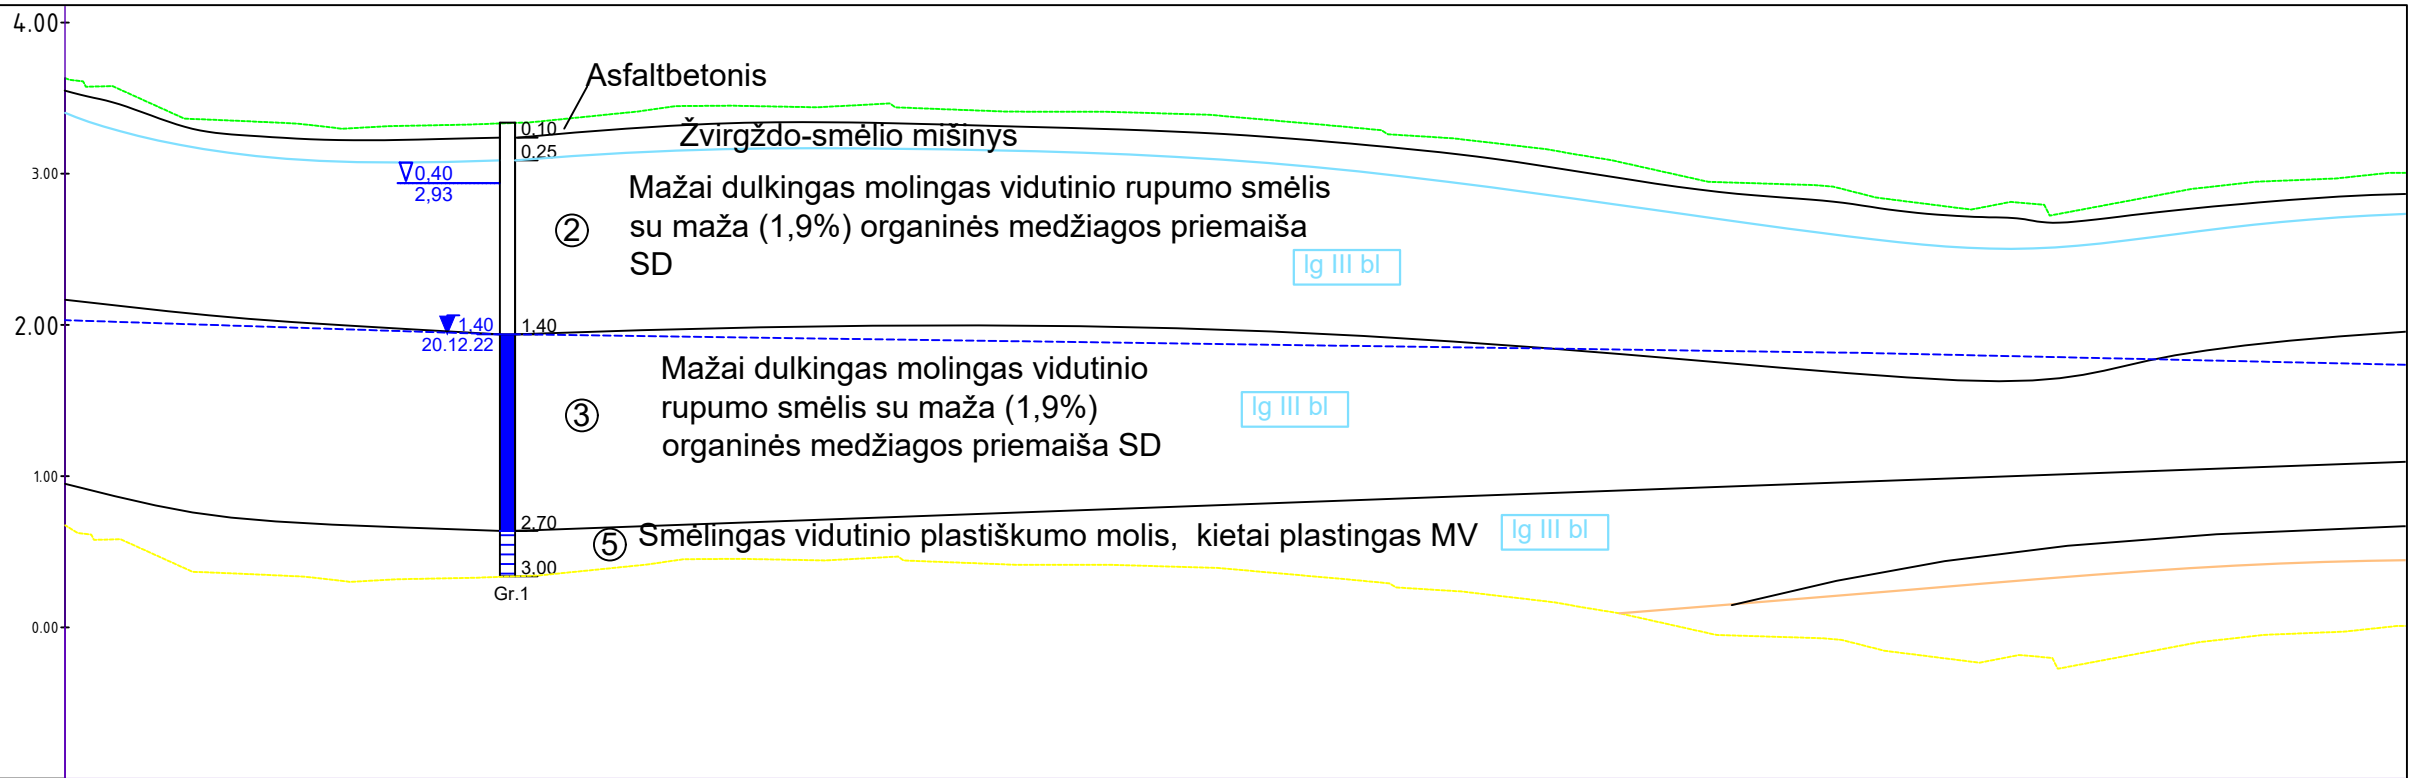 4.00
Asfaltbetonis
0,10
Žvirgždo-smėlio mišinys
0,25
3.00
0,40
2,93
Mažai dulkingas molingas vidutinio rupumo smėlis
su maža (1,9%) organinės medžiagos priemaiša
SD
2
lg III bl
2.00
1,40
1,40
20.12.22
Mažai dulkingas molingas vidutinio
rupumo smėlis su maža (1,9%)
organinės medžiagos priemaiša SD
3
lg III bl
1.00
2,70
5 Smėlingas vidutinio plastiškumo molis, kietai plastingas MV
lg III bl
3,00
Gr.1
0.00